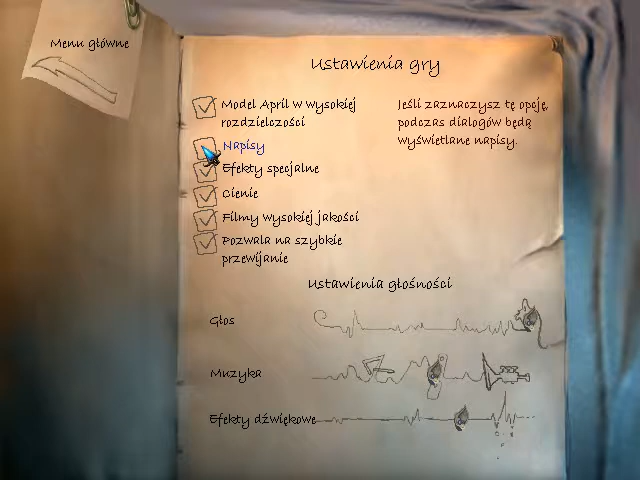 Menu główne
Ustawienia gry
Model April w wysokiej
rozdzielczości
Napisy
Efekty specjalne
Cienie
Filmy wysokiej jakości
Pozwala na szybkie
przewijanie
Jeśli zaznaczysz tę opcję,
podczas dialogów będą
wyświetlane napisy.
Ustawienia głośności
Głos
Muzyka
Efekty dźwiękowe